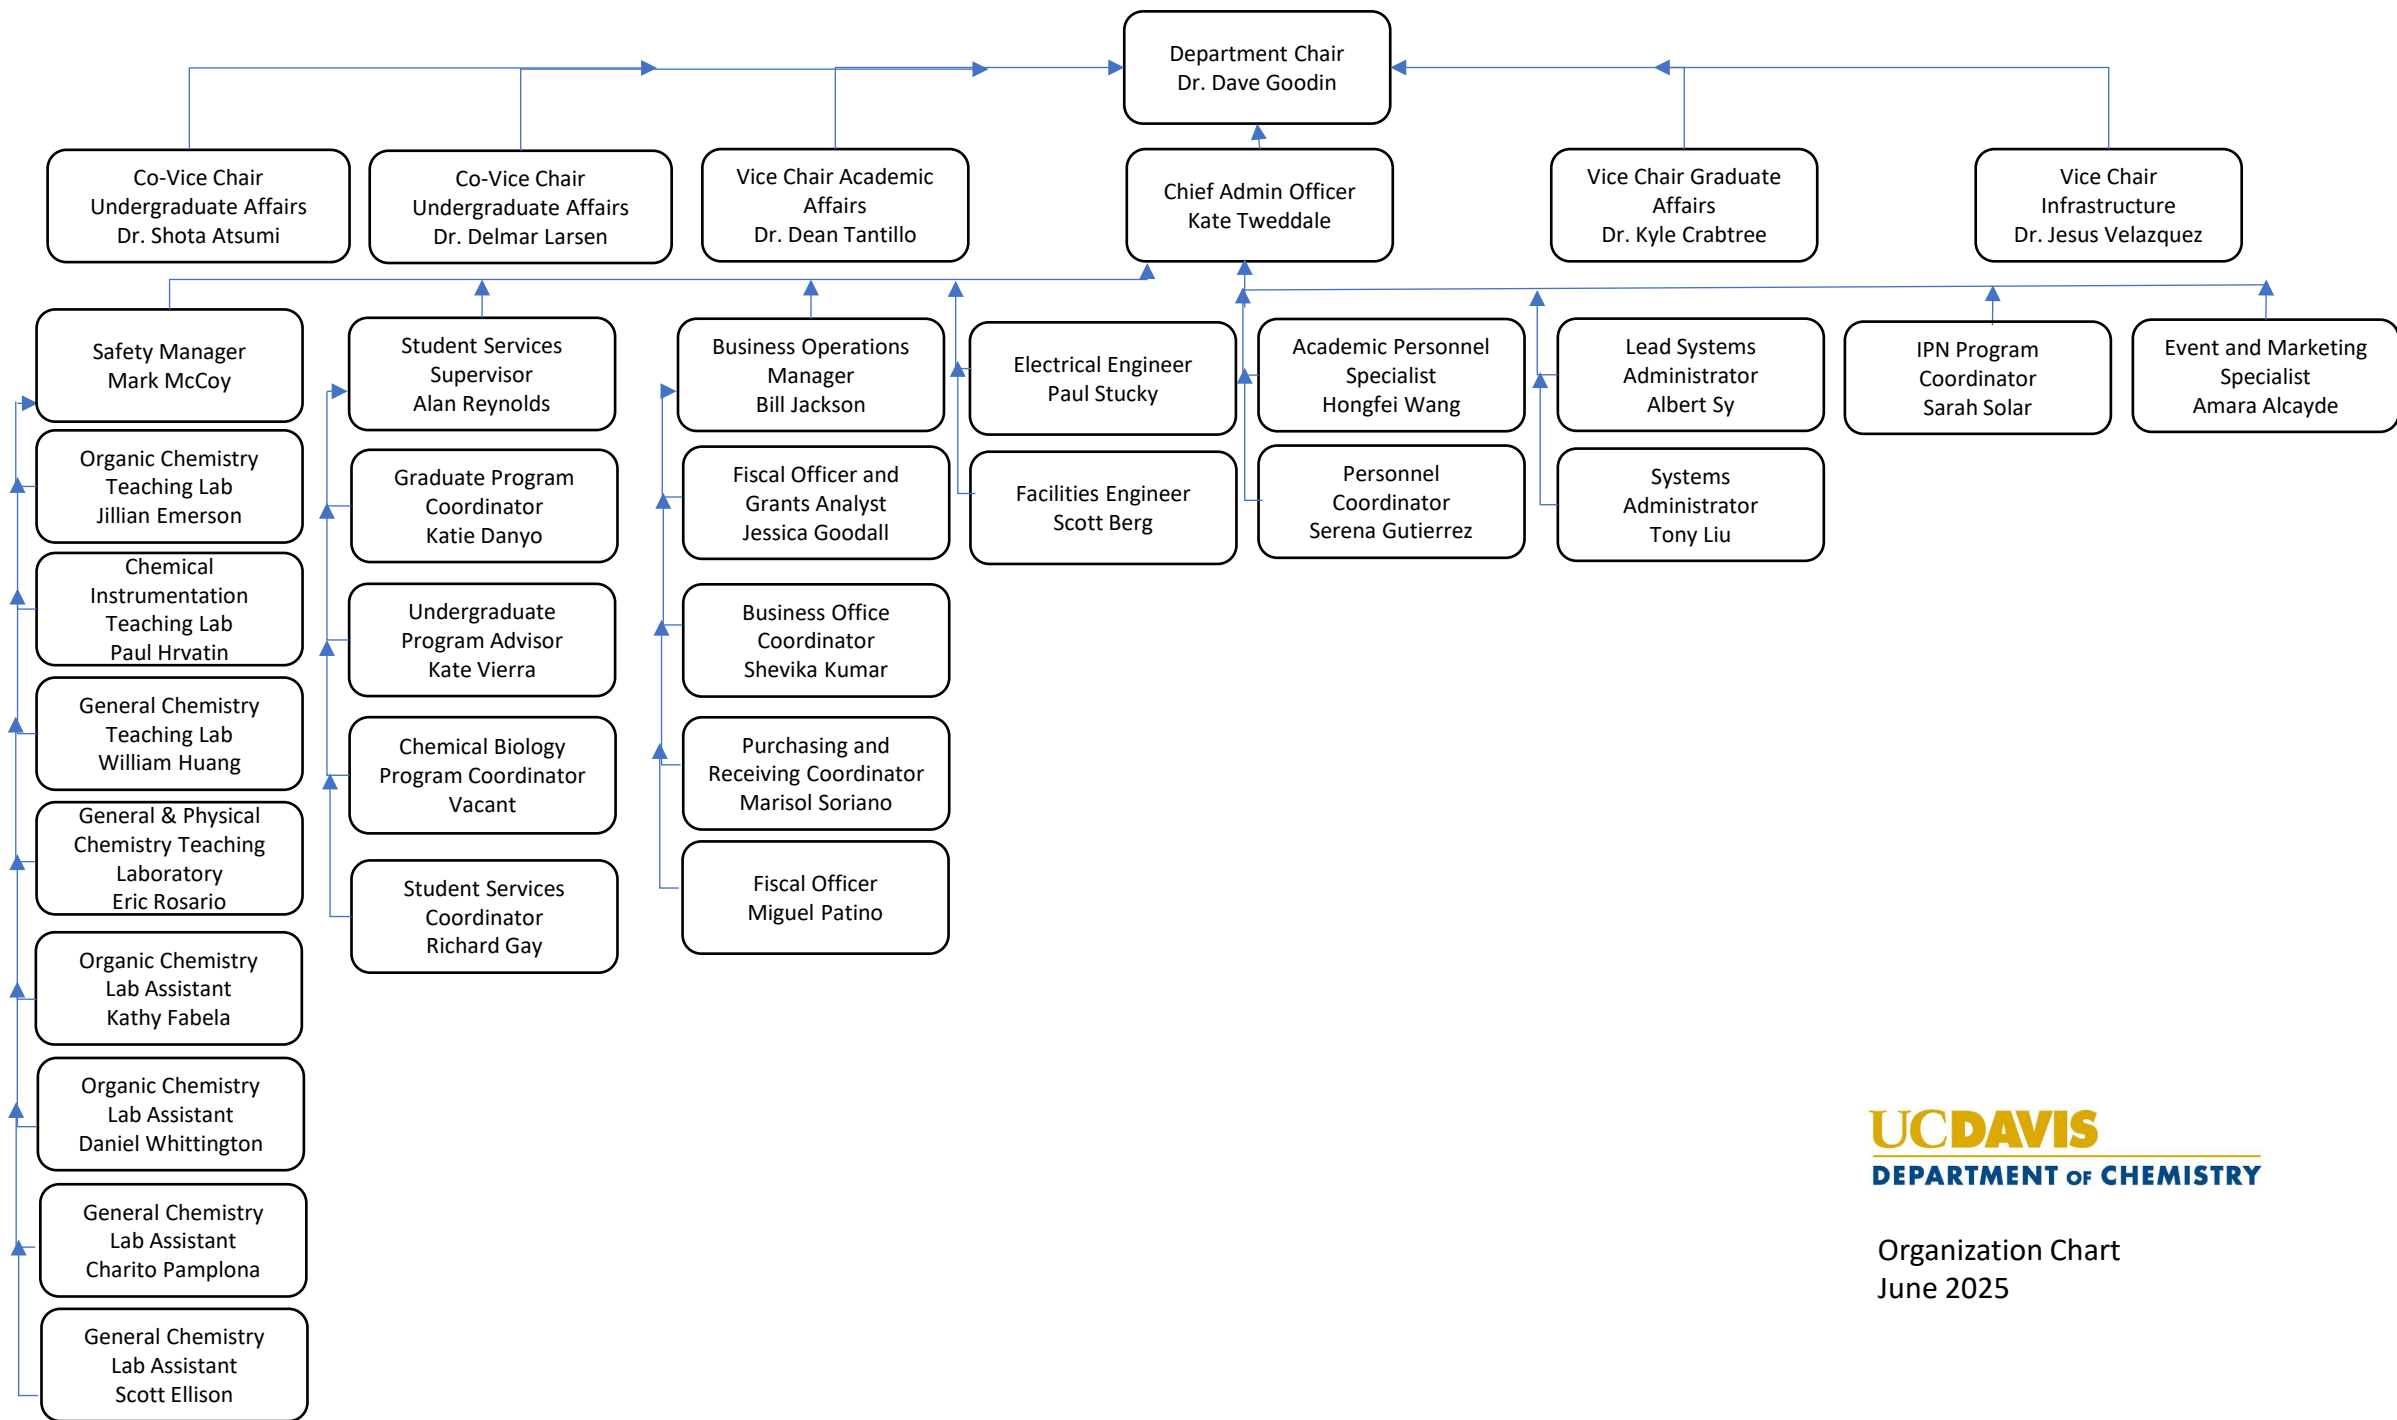 Department Chair
Dr. Dave Goodin
Co-Vice Chair
Undergraduate Affairs
Dr. Shota Atsumi
Co-Vice Chair
Undergraduate Affairs
Dr. Delmar Larsen
Vice Chair Academic
Affairs
Dr. Dean Tantillo
Chief Admin Officer
Kate Tweddale
Vice Chair Graduate
Affairs
Dr. Kyle Crabtree
Vice Chair
Infrastructure
Dr. Jesus Velazquez
Safety Manager
Mark McCoy
Student Services
Supervisor
Alan Reynolds
Business Operations
Manager
Bill Jackson
Electrical Engineer
Paul Stucky
Academic Personnel
Specialist
Hongfei Wang
Lead Systems
Administrator
Albert Sy
IPN Program
Coordinator
Sarah Solar
Event and Marketing
Specialist
Amara Alcayde
Organic Chemistry
Teaching Lab
Jillian Emerson
Graduate Program
Coordinator
Katie Danyo
Fiscal Officer and
Grants Analyst
Jessica Goodall
Facilities Engineer
Scott Berg
Personnel
Coordinator
Serena Gutierrez
Systems
Administrator
Tony Liu
Chemical
Instrumentation
Teaching Lab
Paul Hrvatin
Undergraduate
Program Advisor
Kate Vierra
Business Office
Coordinator
Shevika Kumar
General Chemistry
Teaching Lab
William Huang
Chemical Biology
Program Coordinator
Vacant
Purchasing and
Receiving Coordinator
Marisol Soriano
General & Physical
Chemistry Teaching
Laboratory
Eric Rosario
Student Services
Coordinator
Richard Gay
Fiscal Officer
Miguel Patino
Organic Chemistry
Lab Assistant
Kathy Fabela
Organic Chemistry
Lab Assistant
Daniel Whittington
General Chemistry
Lab Assistant
Charito Pamplona
General Chemistry
Lab Assistant
Scott Ellison
UCDAVIS
DEPARTMENT OF CHEMISTRY
Organization Chart
June 2025